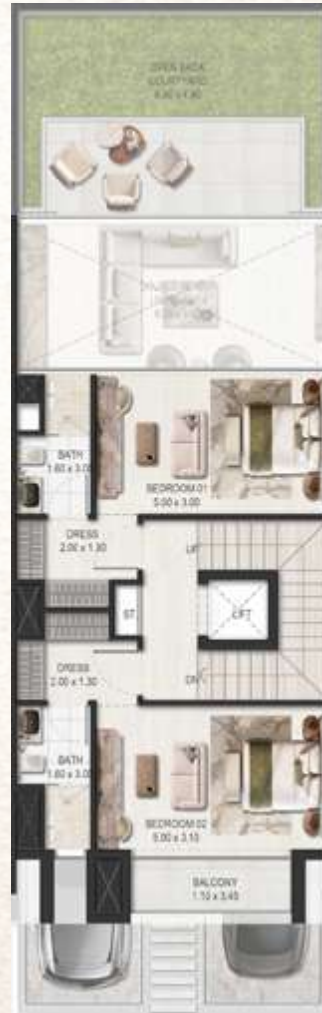 OPEN BACK
COURTYARD
BATH
1.60 x 3.00
BEDROOM 01
5.00 x 3.00
DRESS
2.00 x 1.30
UP
ST.
LIFT
DN
DRESS
2.00 x 1.30
BATH
1.60 x 3.00
BEDROOM 02
5.00 x 3.10
BALCONY
1.10 x 3.45